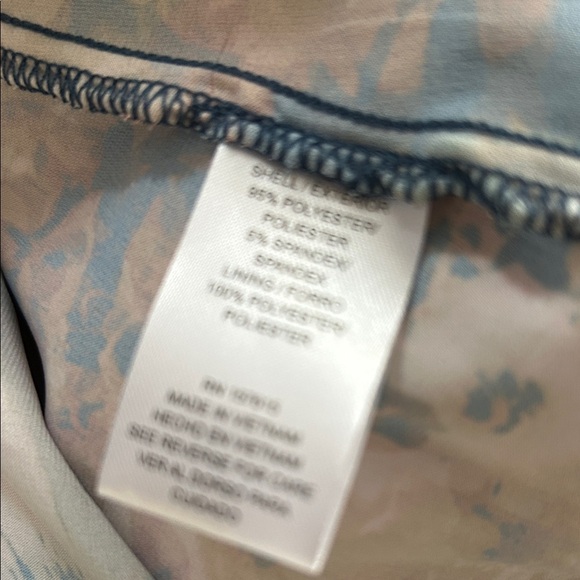 SHELL / EXTERIOR
95% POLYESTER/
POLIESTER
5% SPANDEX/
SPANDEX
LINING / FORRO
100% POLYESTER/
POLIESTER
RN
MADE IN VIETNAM
HECHO EN VIETNAM
SEE REVERSE FOR CARE
VER AL DORSO PARA
CUIDADO